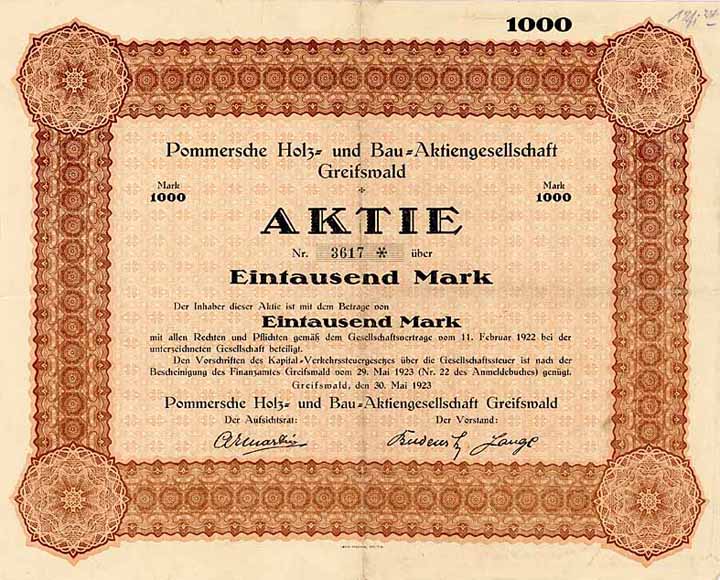 1000
Pommersche Holz- und Bau-Aktiengesellschaft
Greifswald
Mark
1000
Mark
1000
AKTIE
Nr. 3617 * über
Eintausend Mark
Der Inhaber dieser Aktie ist mit dem Betrage von
Eintausend Mark
mit allen Rechten und Pflichten gemäß dem Gesellschaftsvertrage vom 11. Februar 1922 bei der
unterzeichneten Gesellschaft beteiligt.
Den Vorschriften des Kapital-Verkehrssteuergesetzes über die Gesellschaftssteuer ist nach der
Bescheinigung des Finanzamtes Greifswald vom 29. Mai 1923 (Nr. 22 des Anmeldebuches) genügt.
Greifswald, den 30. Mai 1923
Pommersche Holz- und Bau-Aktiengesellschaft Greifswald
Der Aufsichtsrat:
Der Vorstand: